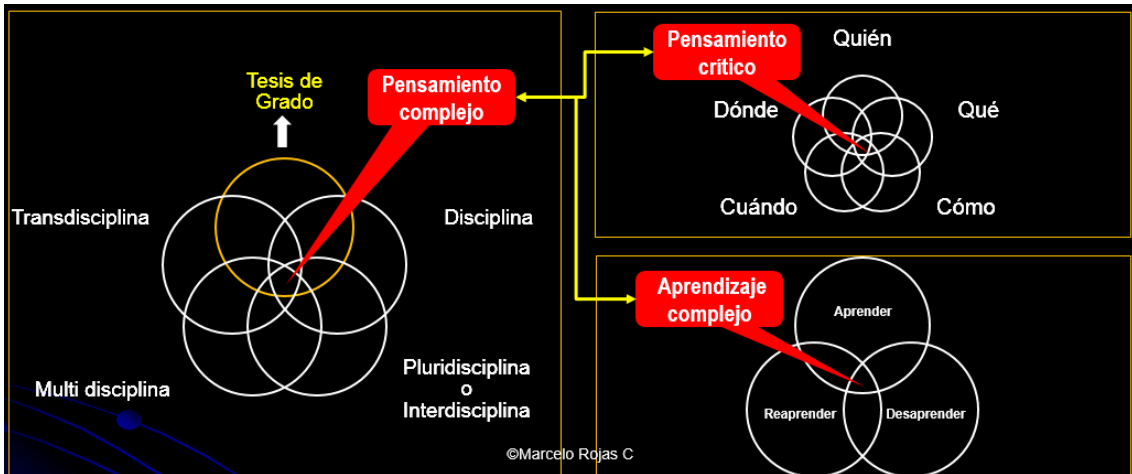 Tesis de
Grado
Pensamiento
complejo
Transdisciplina
Disciplina
Multi disciplina
Pluridisciplina
o
Interdisciplina
Pensamiento
crítico
Quién
Dónde
Qué
Cuándo
Cómo
Aprendizaje
complejo
Aprender
Reaprender
Desaprender
©Marcelo Rojas C